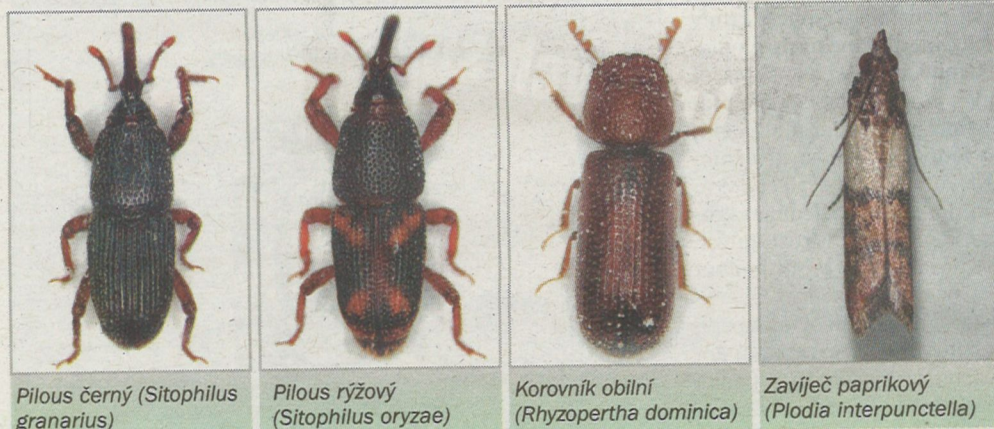 Pilous černý (Sitophilus
granarius)
Pilous rýžový
(Sitophilus oryzae)
Korovník obilní
(Rhyzopertha dominica)
Zavíječ paprikový
(Plodia interpunctella)